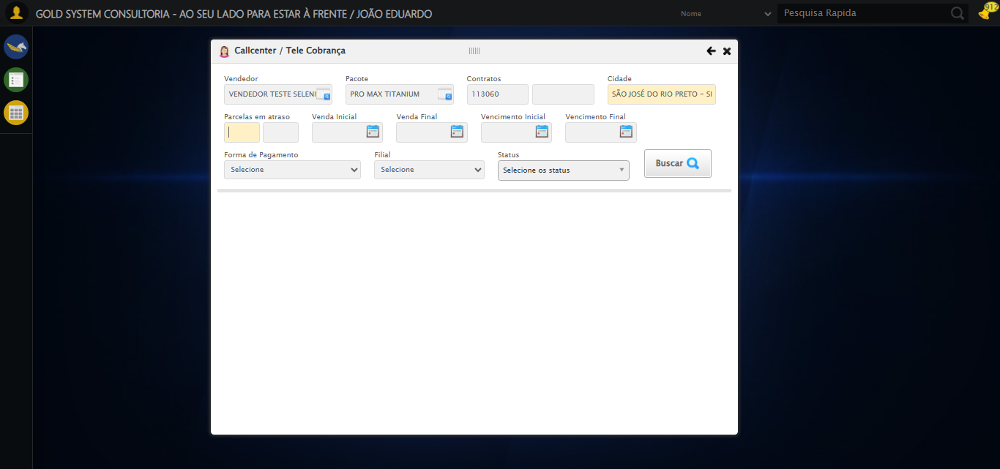 GOLD SYSTEM CONSULTORIA - AO SEU LADO PARA ESTAR À FRENTE / JOÃO EDUARDO
Nome
Pesquisa Rapida
912
Callcenter / Tele Cobrança
Vendedor Pacote Contratos Cidade
VENDEDOR TESTE SELENI PRO MAX TITANIUM 113060 SÃO JOSÉ DO RIO PRETO - SI
Parcelas em atraso Venda Inicial Venda Final Vencimento Inicial Vencimento Final
Forma de Pagamento Filial Status
Selecione Selecione Selecione os status Buscar